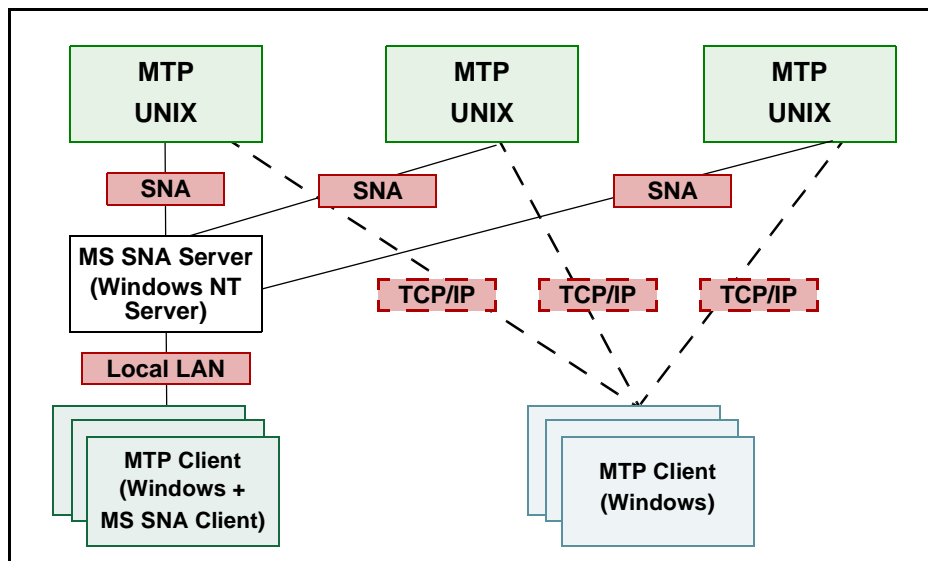 MTP
UNIX
MTP
UNIX
MTP
UNIX
SNA
SNA
SNA
MS SNA Server
(Windows NT
Server)
TCP/IP
TCP/IP
TCP/IP
Local LAN
MTP Client
(Windows +
MS SNA Client)
MTP Client
(Windows)